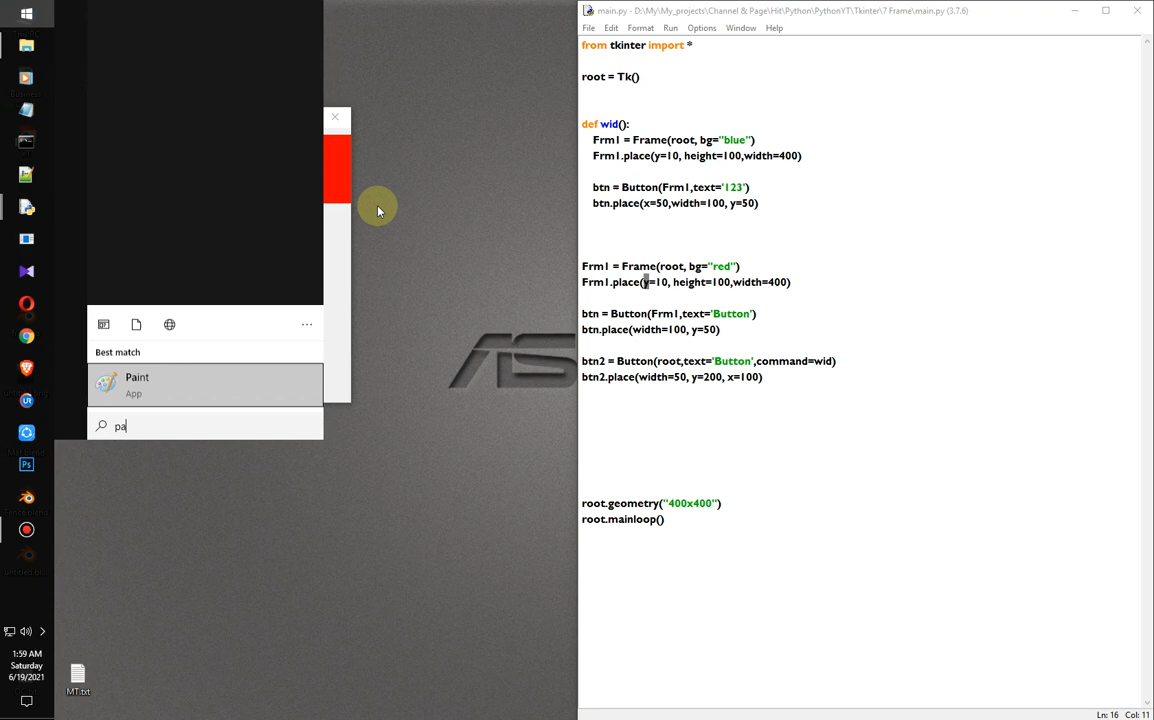 main.py - D:\My\My_projects\Channel & Page\Hit\Python\PythonYT\Tkinter\7 Frame\main.py (3.7.6)
File Edit Format Run Options Window Help
from tkinter import *
root = Tk()
def wid():
Frm1 = Frame(root, bg="blue")
Frm1.place(y=10, height=100,width=400)
btn = Button(Frm1,text='123')
btn.place(x=50,width=100, y=50)
Frm1 = Frame(root, bg="red")
Frm1.place(y=10, height=100,width=400)
btn = Button(Frm1,text='Button')
btn.place(width=100, y=50)
btn2 = Button(root,text='Button',command=wid)
btn2.place(width=50, y=200, x=100)
root.geometry("400x400")
root.mainloop()
Ln: 16 Col: 11
Best match
Paint
App
pa
UR
Ps
1:59 AM
Saturday
6/19/2021
MT.txt